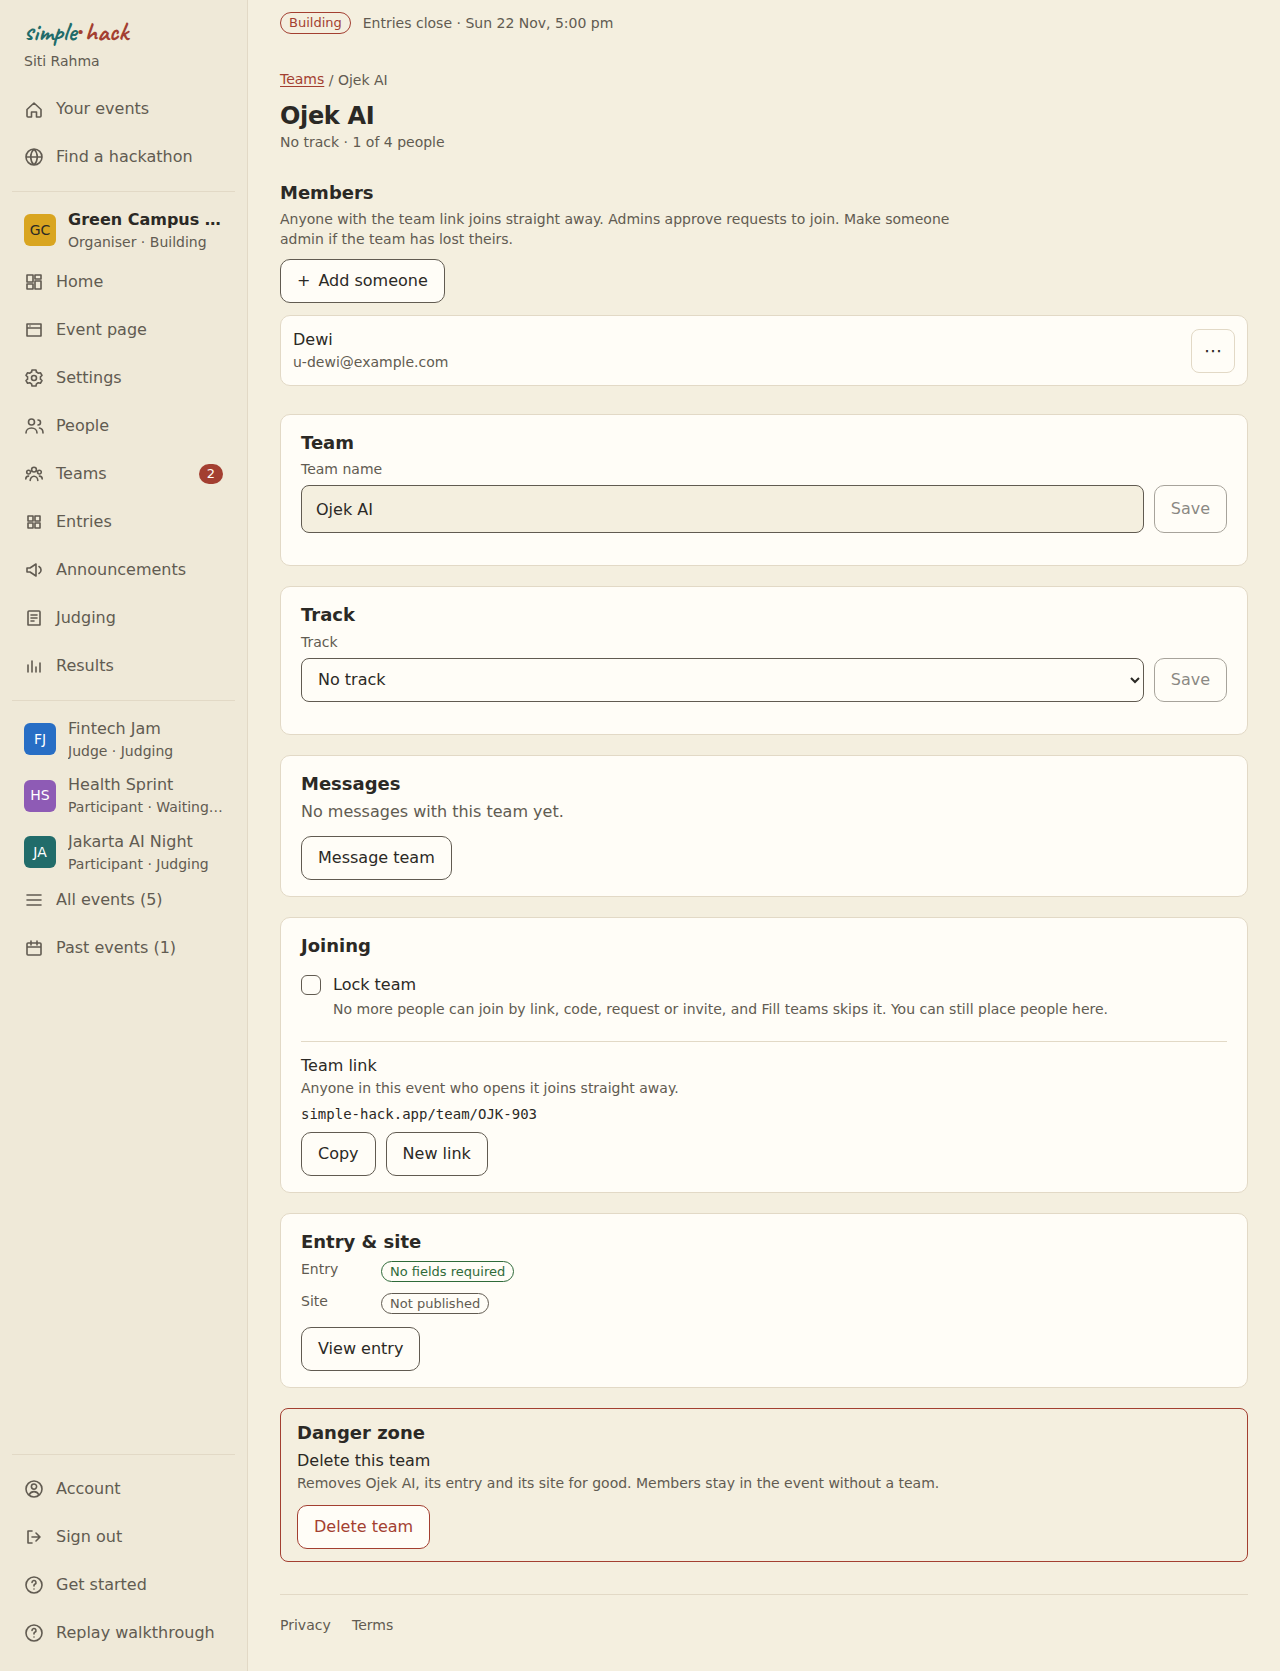 simple·hack
Siti Rahma
Your events
Find a hackathon
GC
Green Campus …
Organiser · Building
Home
Event page
Settings
People
Teams
2
Entries
Announcements
Judging
Results
FJ
Fintech Jam
Judge · Judging
HS
Health Sprint
Participant · Waiting…
JA
Jakarta AI Night
Participant · Judging
All events (5)
Past events (1)
Account
Sign out
Get started
Replay walkthrough
Building
Entries close · Sun 22 Nov, 5:00 pm
Teams / Ojek AI
Ojek AI
No track · 1 of 4 people
Members
Anyone with the team link joins straight away. Admins approve requests to join. Make someone
admin if the team has lost theirs.
+ Add someone
Dewi
u-dewi@example.com
⋯
Team
Team name
Ojek AI
Save
Track
Track
No track
Save
Messages
No messages with this team yet.
Message team
Joining
Lock team
No more people can join by link, code, request or invite, and Fill teams skips it. You can still place people here.
Team link
Anyone in this event who opens it joins straight away.
simple-hack.app/team/OJK-903
Copy
New link
Entry & site
Entry
No fields required
Site
Not published
View entry
Danger zone
Delete this team
Removes Ojek AI, its entry and its site for good. Members stay in the event without a team.
Delete team
Privacy
Terms